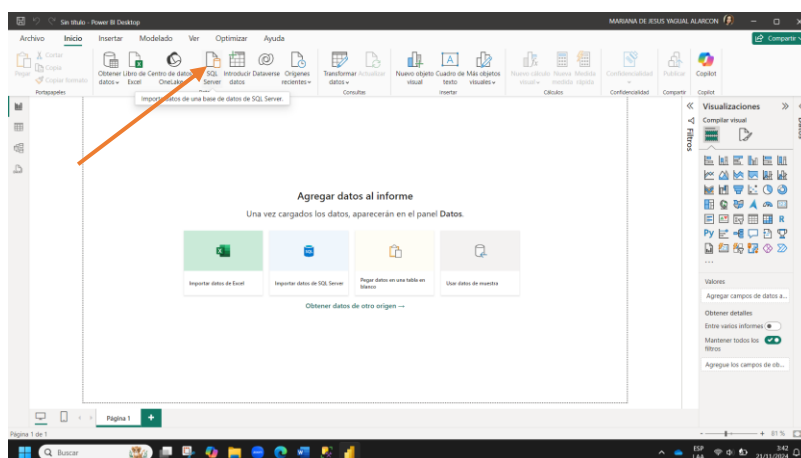 Sin título - Power BI Desktop
MARIANA DE JESUS YAGUAL ALARCON
Archivo Inicio Insertar Modelado Ver Optimizar Ayuda
Compartir
Pegar
Cortar
Copia
Copiar formato
Portapapeles
Obtener datos
Libro de Excel
Centro de datos OneLake
SQL Server
Introducir datos
Dataverse
Orígenes recientes
Transformar datos
Actualizar
Consultas
Nuevo objeto visual
Cuadro de texto
Más objetos visuales
Insertar
Nuevo cálculo visual
Nueva medida
Medida rápida
Cálculos
Confidencialidad
Confidencialidad
Publicar
Compartir
Copilot
Copilot
Importar datos de una base de datos de SQL Server.
Filtros
Visualizaciones
Compilar visual
Agregar datos al informe
Una vez cargados los datos, aparecerán en el panel Datos.
Importar datos de Excel
Importar datos de SQL Server
Pegar datos en una tabla en
blanco
Usar datos de muestra
Obtener datos de otro origen →
R
Py
Valores
Agregar campos de datos a...
Obtener detalles
Entre varios informes
Mantener todos los
filtros
Agregue los campos de ob...
Página 1
Página 1 de 1
81 %
Buscar
ESP
LAA
3:42
21/11/2024